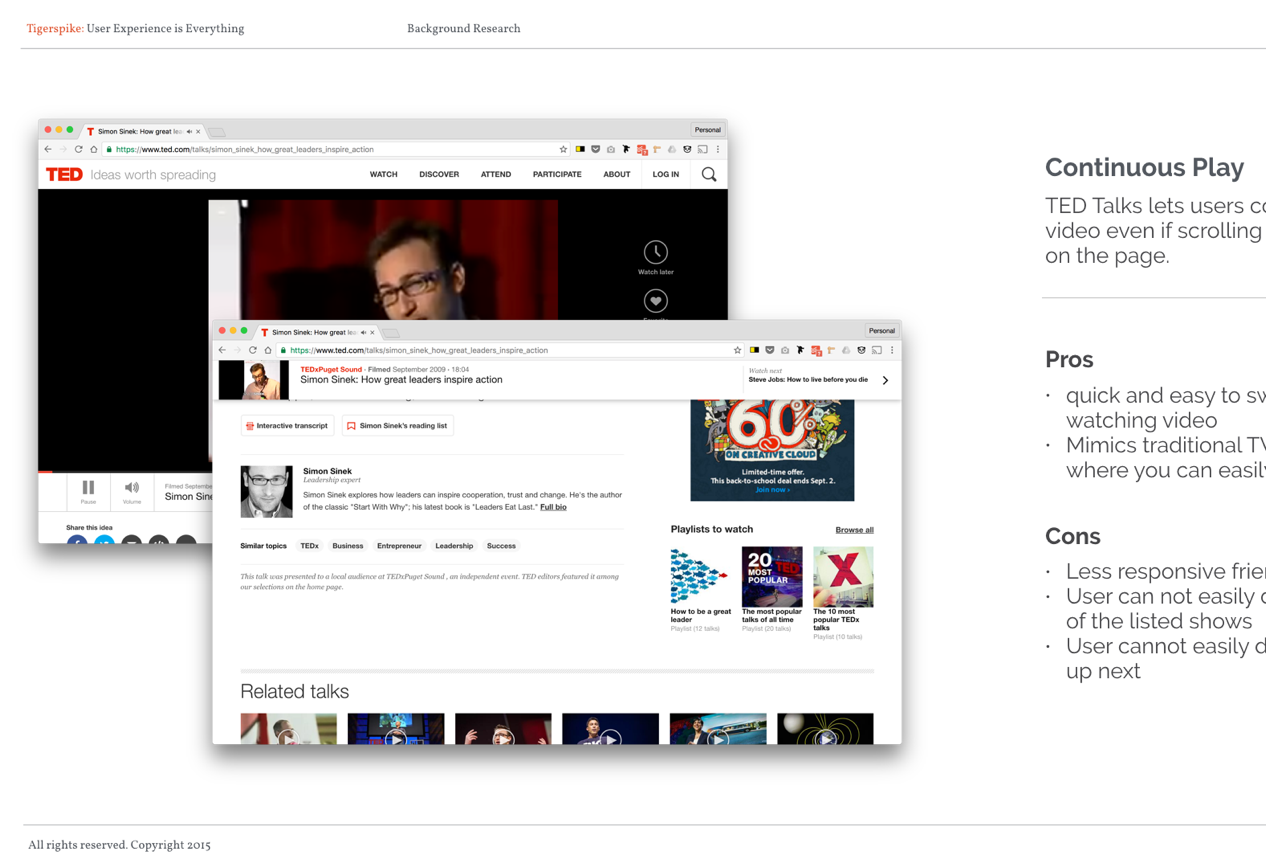 Tigerspike: User Experience is Everything
Background Research
Simon Sinek: How great lea
Personal
https://www.ted.com/talks/simon_sinek_how_great_leaders_inspire_action
TED Ideas worth spreading
WATCH DISCOVER ATTEND PARTICIPATE ABOUT LOG IN
Watch later
Pause
Volume
Filmed September
Simon Sine
Share this idea
Simon Sinek: How great lea
Personal
https://www.ted.com/talks/simon_sinek_how_great_leaders_inspire_action
TEDxPuget Sound · Filmed September 2009 · 18:04
Simon Sinek: How great leaders inspire action
Watch next
Steve Jobs: How to live before you die
Interactive transcript
Simon Sinek's reading list
60%
ON CREATIVE CLOUD
Limited-time offer.
This back-to-school deal ends Sept. 2.
Join now ›
Simon Sinek
Leadership expert
Simon Sinek explores how leaders can inspire cooperation, trust and change. He's the author
of the classic "Start With Why"; his latest book is "Leaders Eat Last." Full bio
Similar topics TEDx Business Entrepreneur Leadership Success
This talk was presented to a local audience at TEDxPuget Sound , an independent event. TED editors featured it among
our selections on the home page.
Playlists to watch
Browse all
20
MOST
POPULAR
TED
the
X
How to be a great
leader
Playlist (12 talks)
The most popular
talks of all time
Playlist (20 talks)
The 10 most
popular TEDx
talks
Playlist (10 talks)
Related talks
Continuous Play
TED Talks lets users co
video even if scrolling
on the page.
Pros
· quick and easy to sw
watching video
· Mimics traditional TV
where you can easily
Cons
· Less responsive frien
· User can not easily d
of the listed shows
· User cannot easily d
up next
All rights reserved. Copyright 2015